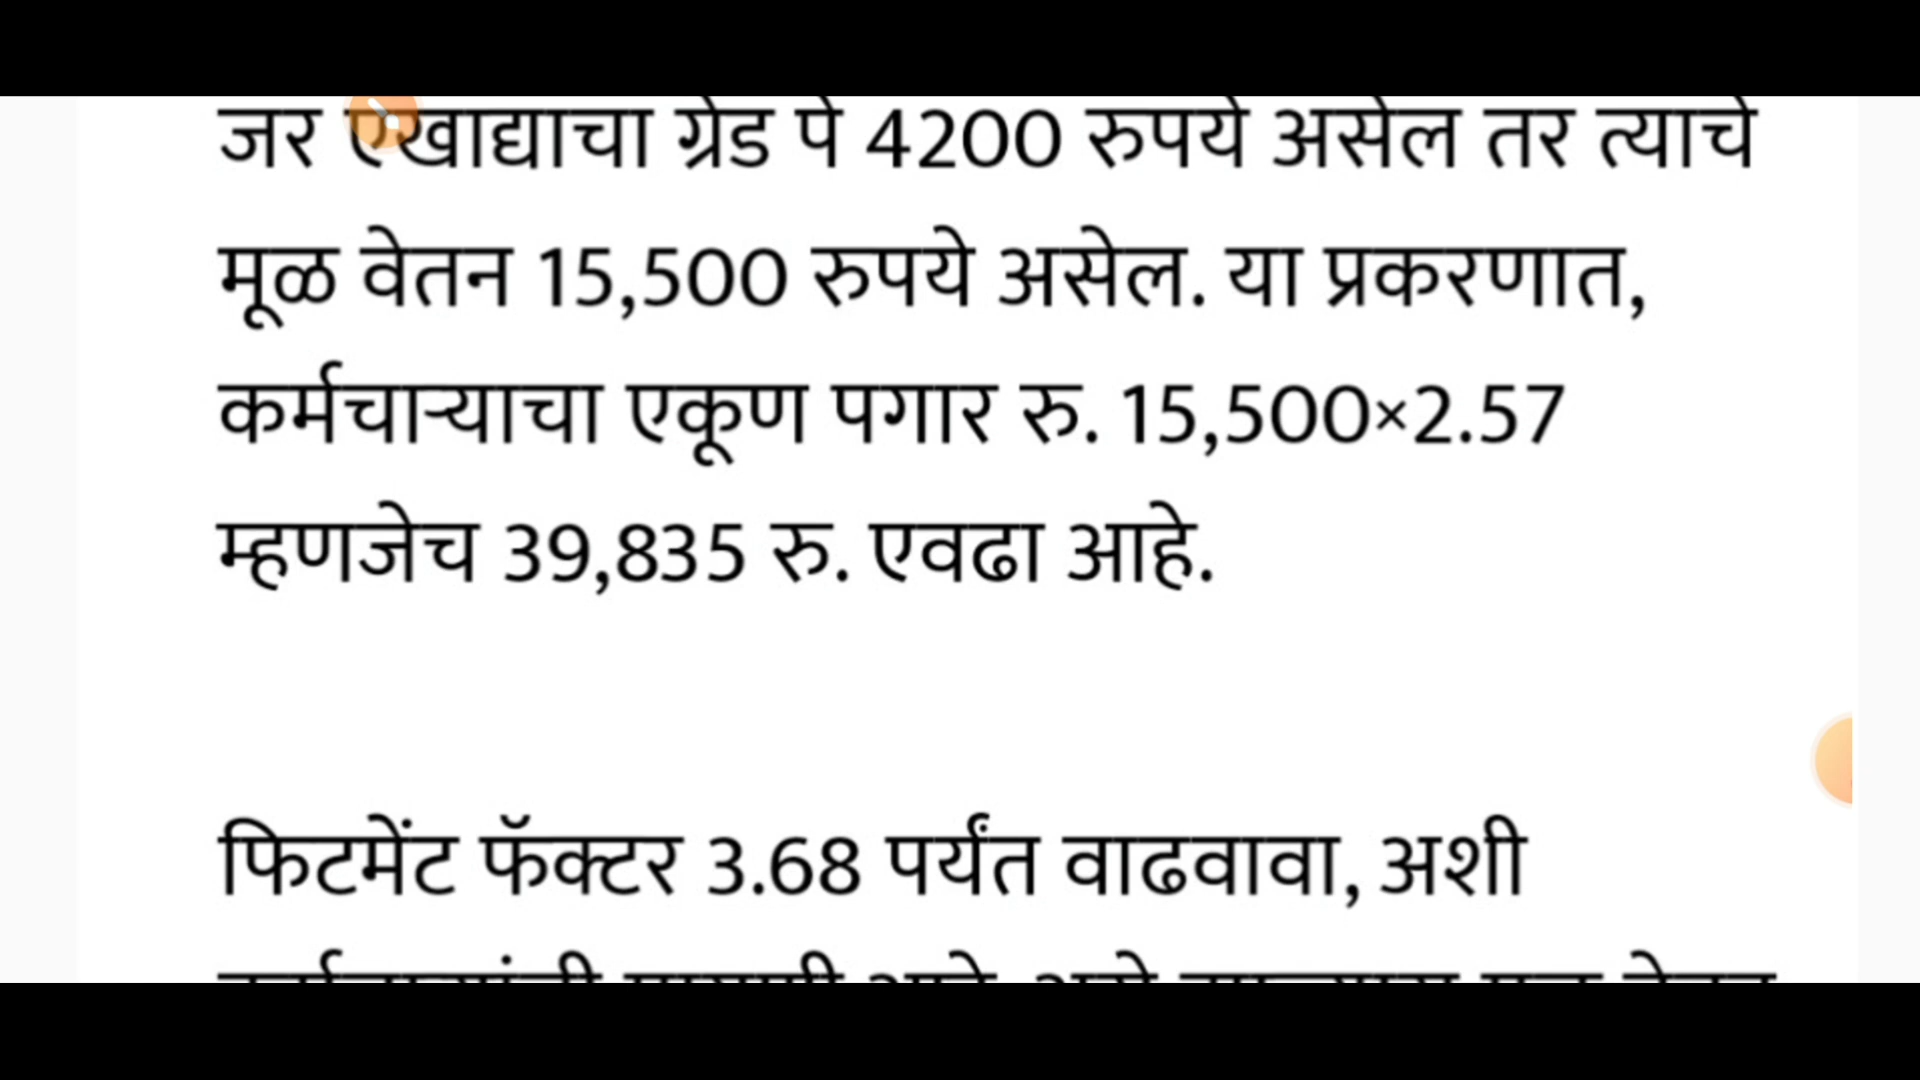 जर एखाद्याचा ग्रेड पे 4200 रुपये असेल तर त्याचे
मूळ वेतन 15,500 रुपये असेल. या प्रकरणात,
कर्मचाऱ्याचा एकूण पगार रु. 15,500×2.57
म्हणजेच 39,835 रु. एवढा आहे.
फिटमेंट फॅक्टर 3.68 पर्यंत वाढवावा, अशी